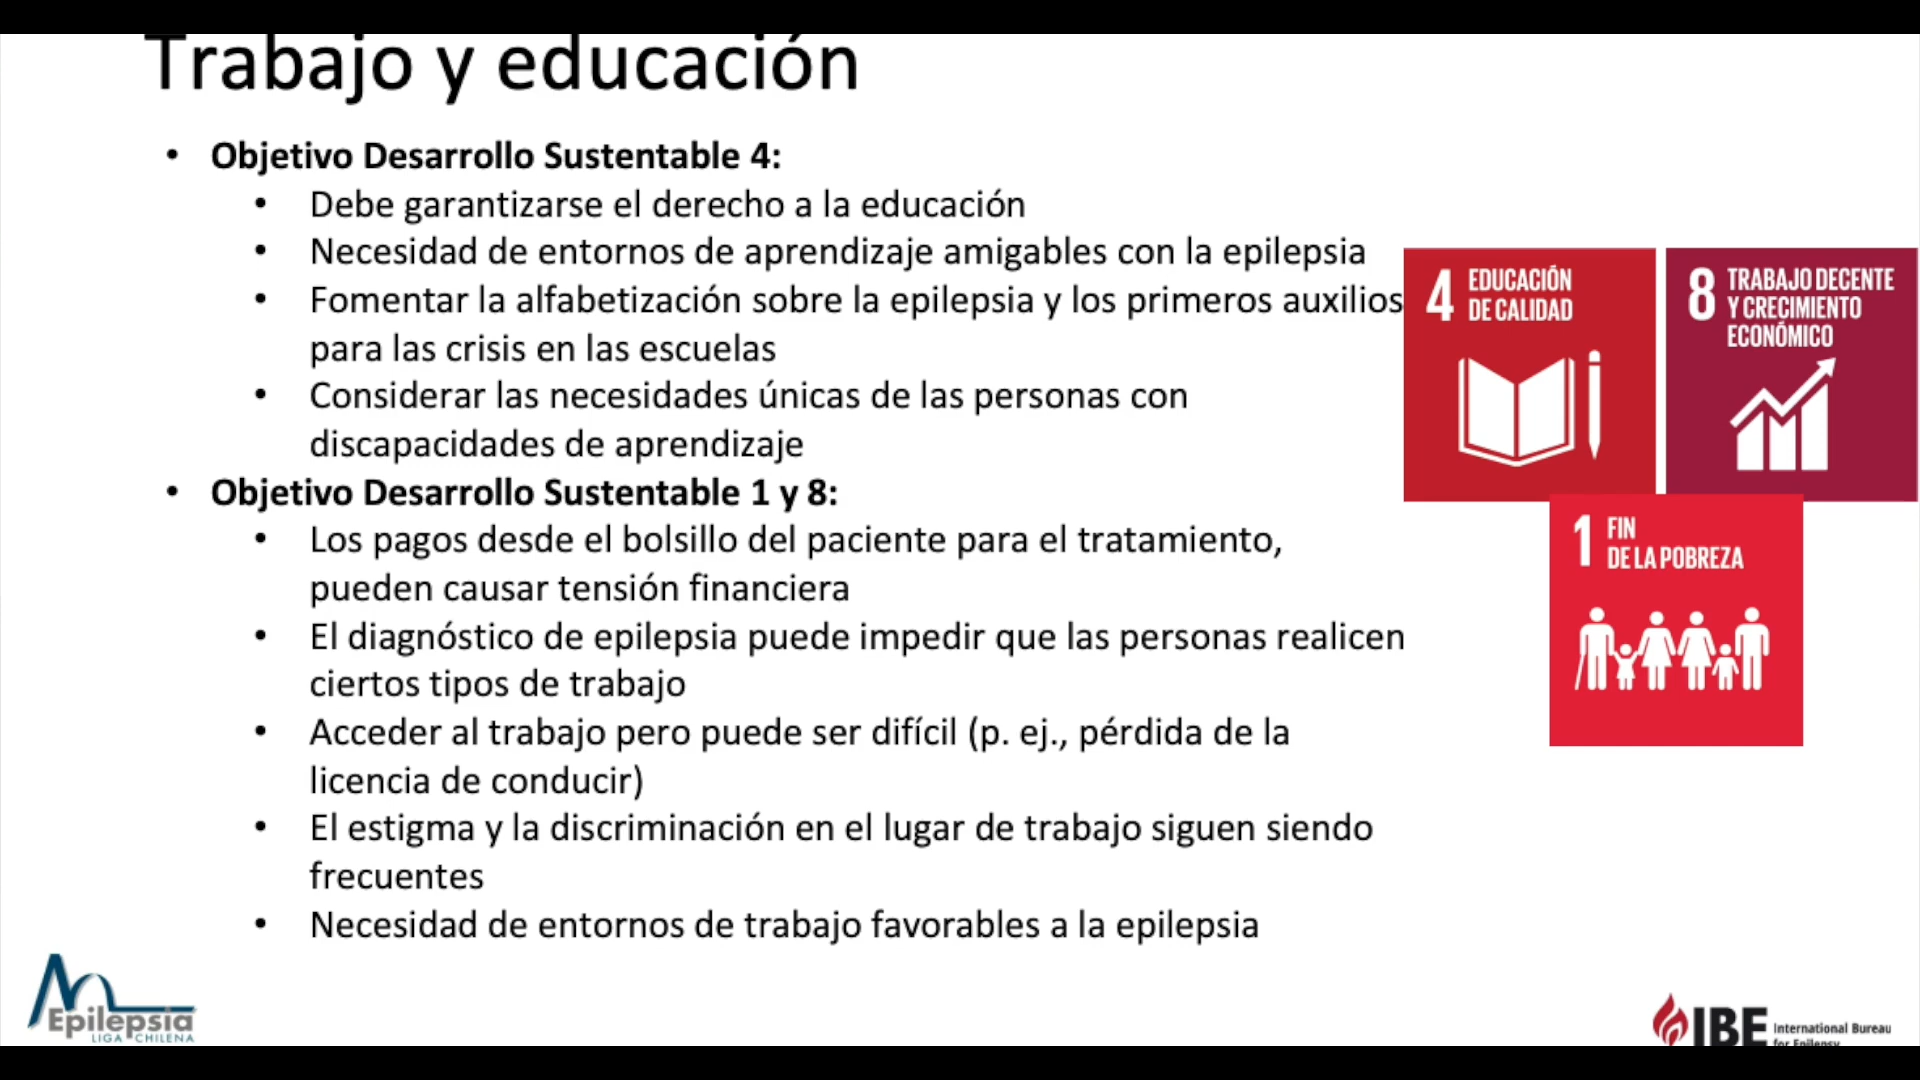 Trabajo y educación
• Objetivo Desarrollo Sustentable 4:
• Debe garantizarse el derecho a la educación
• Necesidad de entornos de aprendizaje amigables con la epilepsia
• Fomentar la alfabetización sobre la epilepsia y los primeros auxilios
para las crisis en las escuelas
• Considerar las necesidades únicas de las personas con
discapacidades de aprendizaje
• Objetivo Desarrollo Sustentable 1 y 8:
• Los pagos desde el bolsillo del paciente para el tratamiento,
pueden causar tensión financiera
• El diagnóstico de epilepsia puede impedir que las personas realicen
ciertos tipos de trabajo
• Acceder al trabajo pero puede ser difícil (p. ej., pérdida de la
licencia de conducir)
• El estigma y la discriminación en el lugar de trabajo siguen siendo
frecuentes
• Necesidad de entornos de trabajo favorables a la epilepsia
4 EDUCACIÓN
DE CALIDAD
8 TRABAJO DECENTE
Y CRECIMIENTO
ECONÓMICO
1 FIN
DE LA POBREZA
Epilepsia
LIGA CHILENA
IBE International Bureau
for Epilepsy